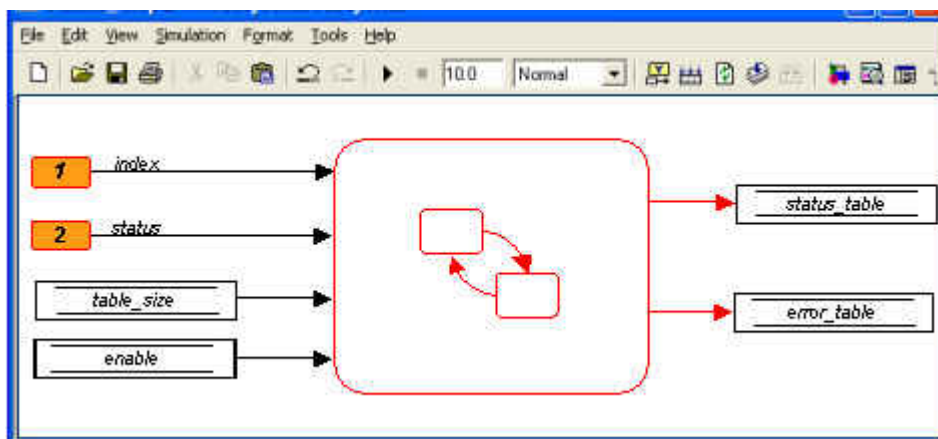 File Edit View Simulation Format Tools Help
10.0 Normal
1 index
2 status
table_size
enable
status_table
error_table